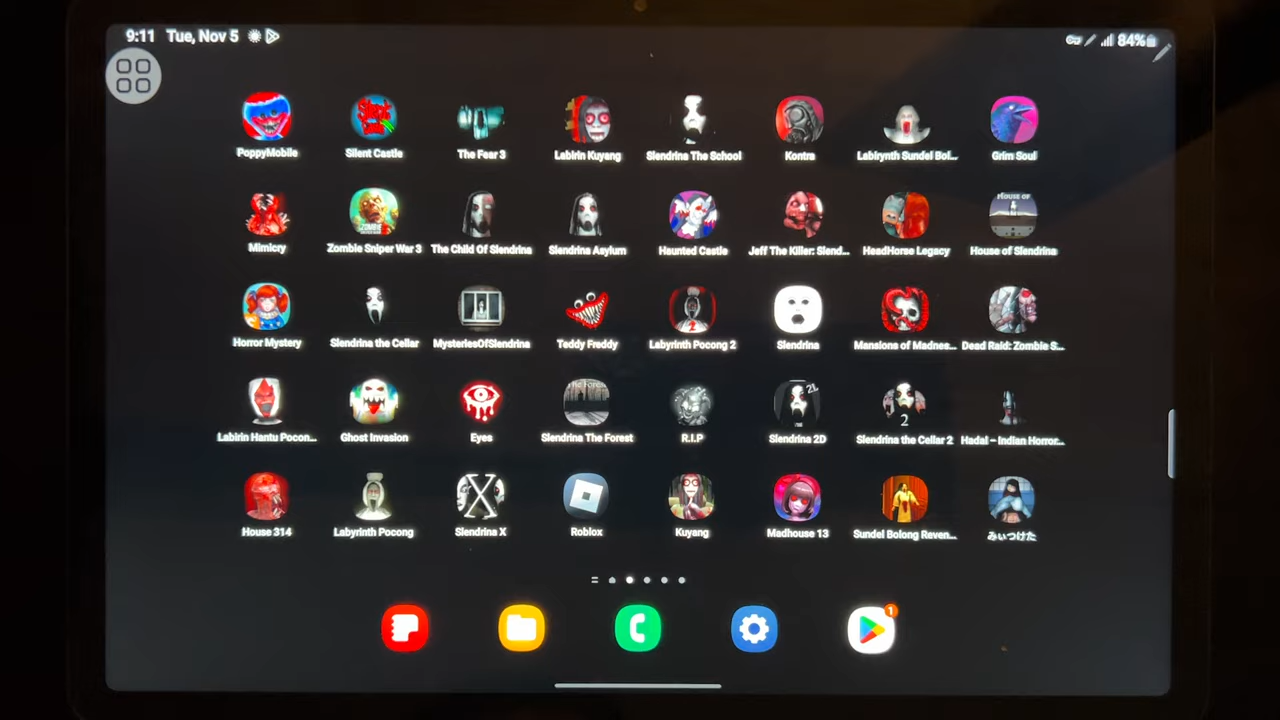 9:11 Tue, Nov 5 84%
PoppyMobile Silent Castle The Fear 3 Labirin Kuyang Slendrina The School Kontra Labirynth Sundel Bol... Grim Soul
Mimicry Zombie Sniper War 3 The Child Of Slendrina Slendrina Asylum Haunted Castle Jeff The Killer: Slend... HeadHorse Legacy House of Slendrina
Horror Mystery Slendrina the Cellar MysteriesOfSlendrina Teddy Freddy Labyrinth Pocong 2 Slendrina Mansions of Madnes... Dead Raid: Zombie S...
Labirin Hantu Pocon... Ghost Invasion Eyes Slendrina The Forest R.I.P Slendrina 2D Slendrina the Cellar 2 Hadal – Indian Horror...
House 314 Labyrinth Pocong Slendrina X Roblox Kuyang Madhouse 13 Sundel Bolong Reven... みぃつけた
1